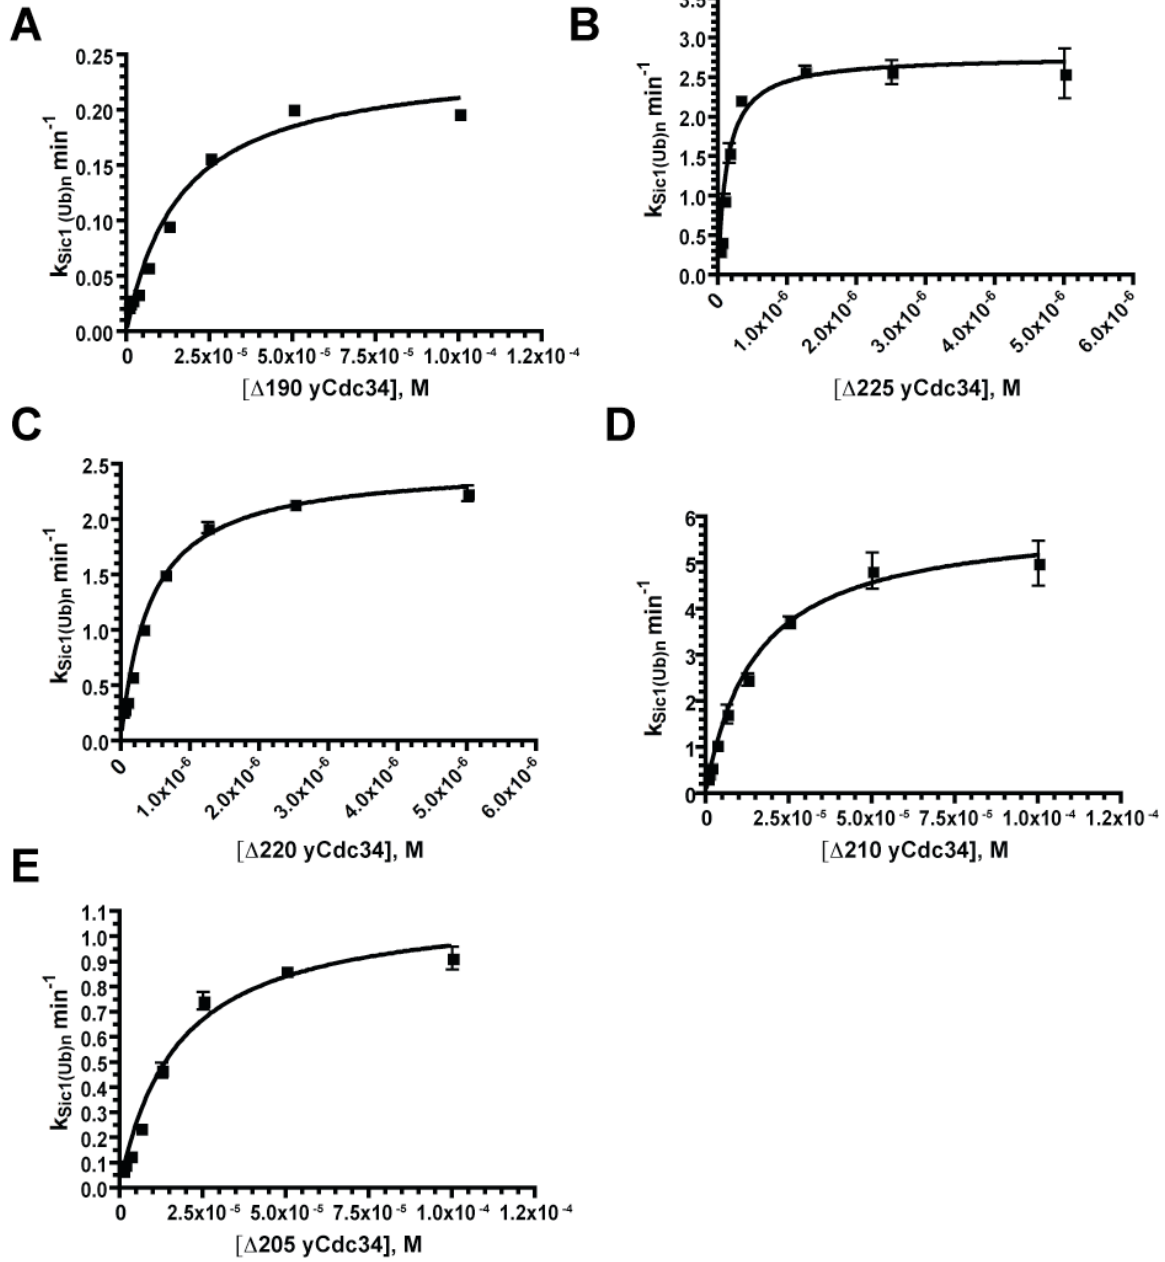 A
0.25
0.20
0.15
0.10
0.05
0.00
kSic1 (Ub)n min-1
0 2.5x10-5 5.0x10-5 7.5x10-5 1.0x10-4 1.2x10-4
[Δ190 yCdc34], M
B
3.5
3.0
2.5
2.0
1.5
1.0
0.5
0.0
kSic1(Ub)n min-1
0 1.0x10-6 2.0x10-6 3.0x10-6 4.0x10-6 5.0x10-6 6.0x10-6
[Δ225 yCdc34], M
C
2.5
2.0
1.5
1.0
0.5
0.0
kSic1(Ub)n min-1
0 1.0x10-6 2.0x10-6 3.0x10-6 4.0x10-6 5.0x10-6 6.0x10-6
[Δ220 yCdc34], M
D
6
5
4
3
2
1
0
kSic1(Ub)n min-1
0 2.5x10-5 5.0x10-5 7.5x10-5 1.0x10-4 1.2x10-4
[Δ210 yCdc34], M
E
1.1
1.0
0.9
0.8
0.7
0.6
0.5
0.4
0.3
0.2
0.1
0.0
kSic1(Ub)n min-1
0 2.5x10-5 5.0x10-5 7.5x10-5 1.0x10-4 1.2x10-4
[Δ205 yCdc34], M